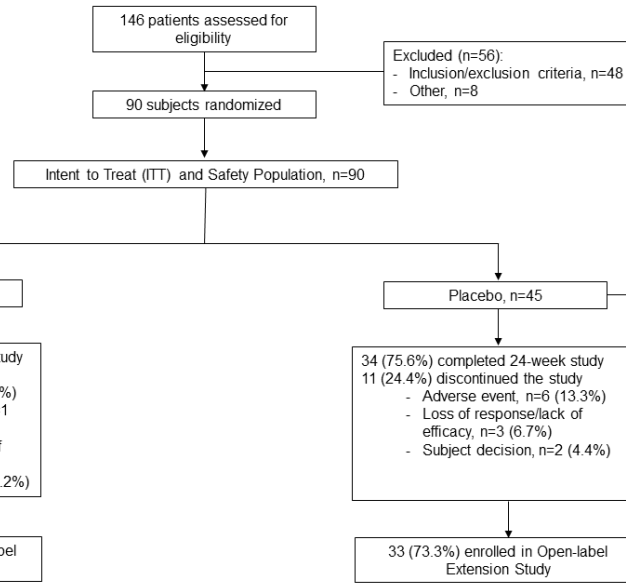 146 patients assessed for
eligibility
Excluded (n=56):
- Inclusion/exclusion criteria, n=48
- Other, n=8
90 subjects randomized
Intent to Treat (ITT) and Safety Population, n=90
Placebo, n=45
34 (75.6%) completed 24-week study
11 (24.4%) discontinued the study
- Adverse event, n=6 (13.3%)
- Loss of response/lack of
efficacy, n=3 (6.7%)
- Subject decision, n=2 (4.4%)
%)
1
.2%)
33 (73.3%) enrolled in Open-label
Extension Study